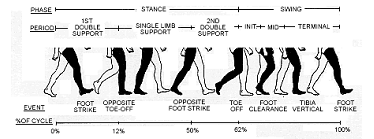 PHASE STANCE SWING
PERIOD 1ST DOUBLE SUPPORT SINGLE LIMB SUPPORT 2ND DOUBLE SUPPORT INIT MID TERMINAL
EVENT FOOT STRIKE OPPOSITE TOE-OFF OPPOSITE FOOT STRIKE TOE OFF FOOT CLEARANCE TIBIA VERTICAL FOOT STRIKE
%OF CYCLE
0% 12% 50% 62% 100%